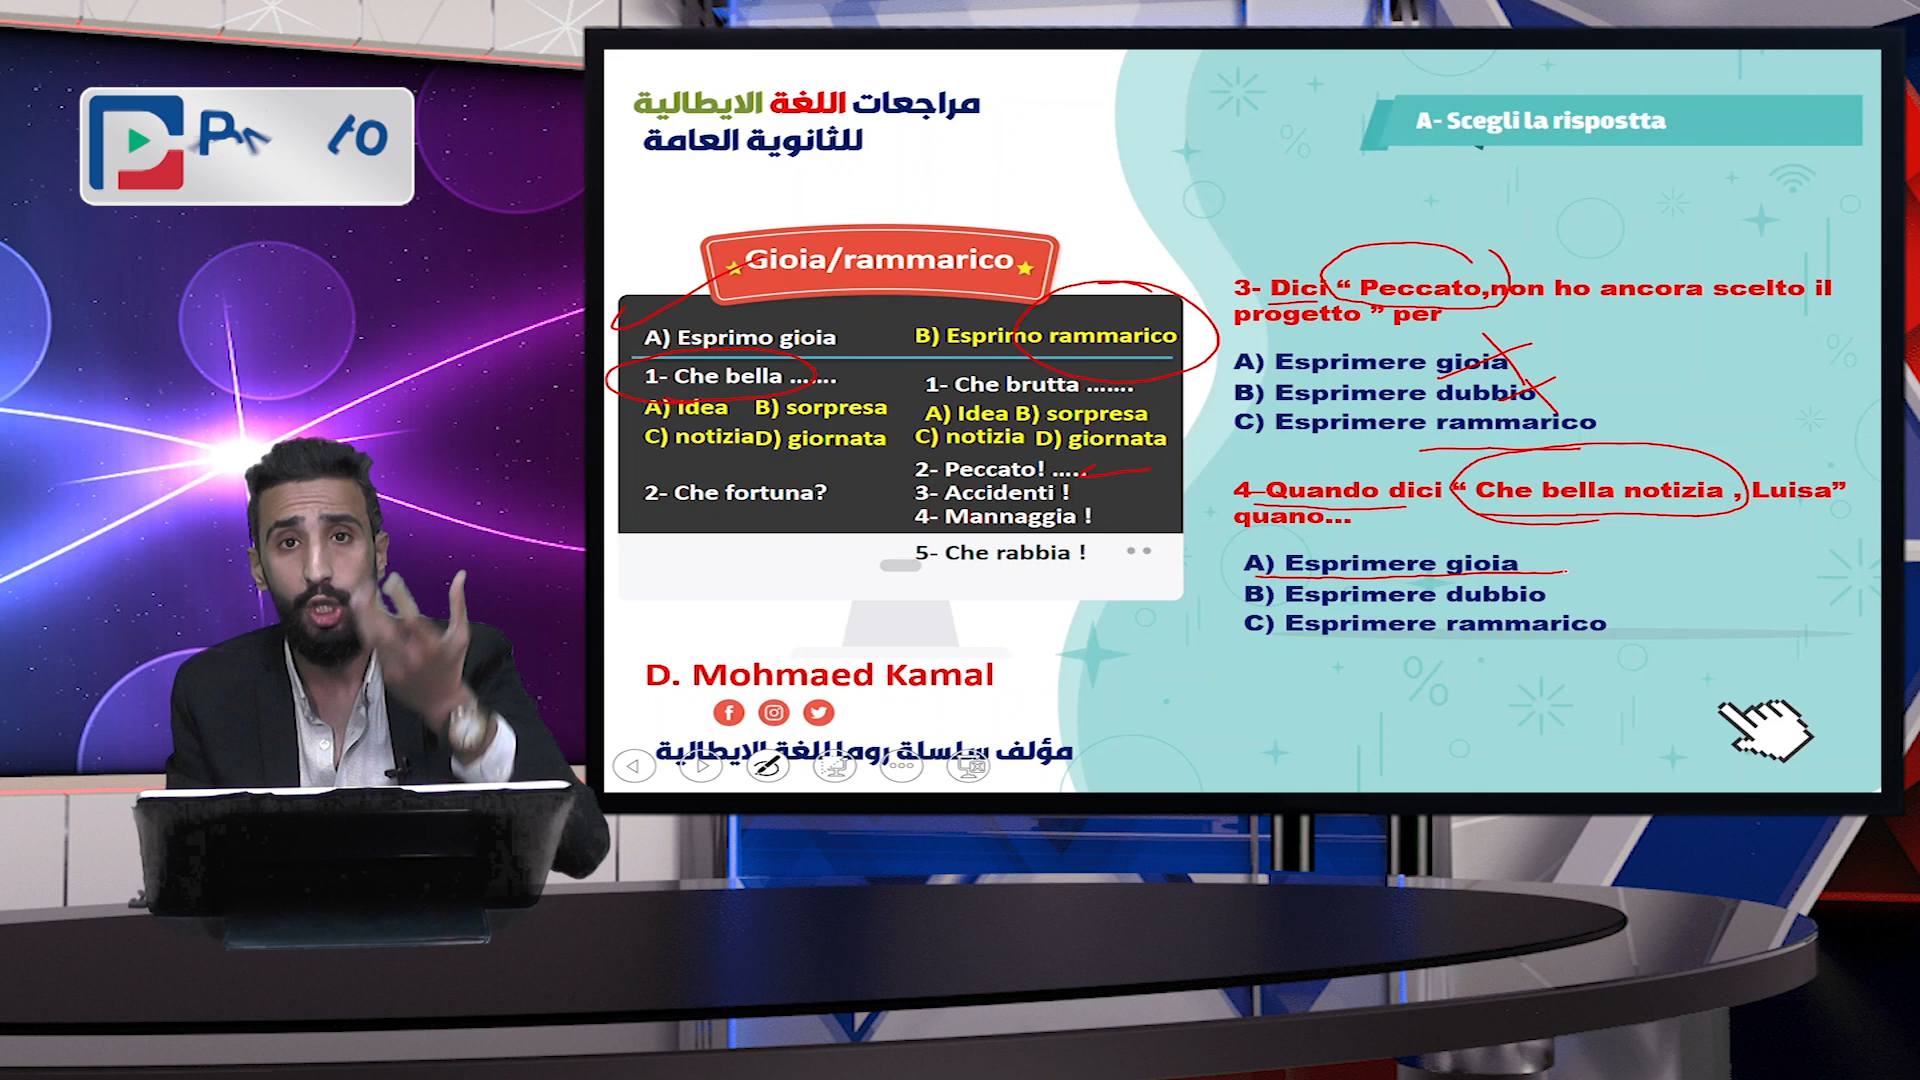 مراجعات اللغة الايطالية
للثانوية العامة
Gioia/rammarico
A) Esprimo gioia
1- Che bella .......
A) Idea B) sorpresa
C) notizia D) giornata
2- Che fortuna?
B) Esprimo rammarico
1- Che brutta .......
A) Idea B) sorpresa
C) notizia D) giornata
2- Peccato! .....
3- Accidenti !
4- Mannaggia !
5- Che rabbia !
D. Mohmaed Kamal
مؤلف سلسلة روما للغة الايطالية
A- Scegli la rispostta
3- Dici “ Peccato,non ho ancora scelto il
progetto ” per
A) Esprimere gioia
B) Esprimere dubbio
C) Esprimere rammarico
4- Quando dici “ Che bella notizia , Luisa”
quano...
A) Esprimere gioia
B) Esprimere dubbio
C) Esprimere rammarico